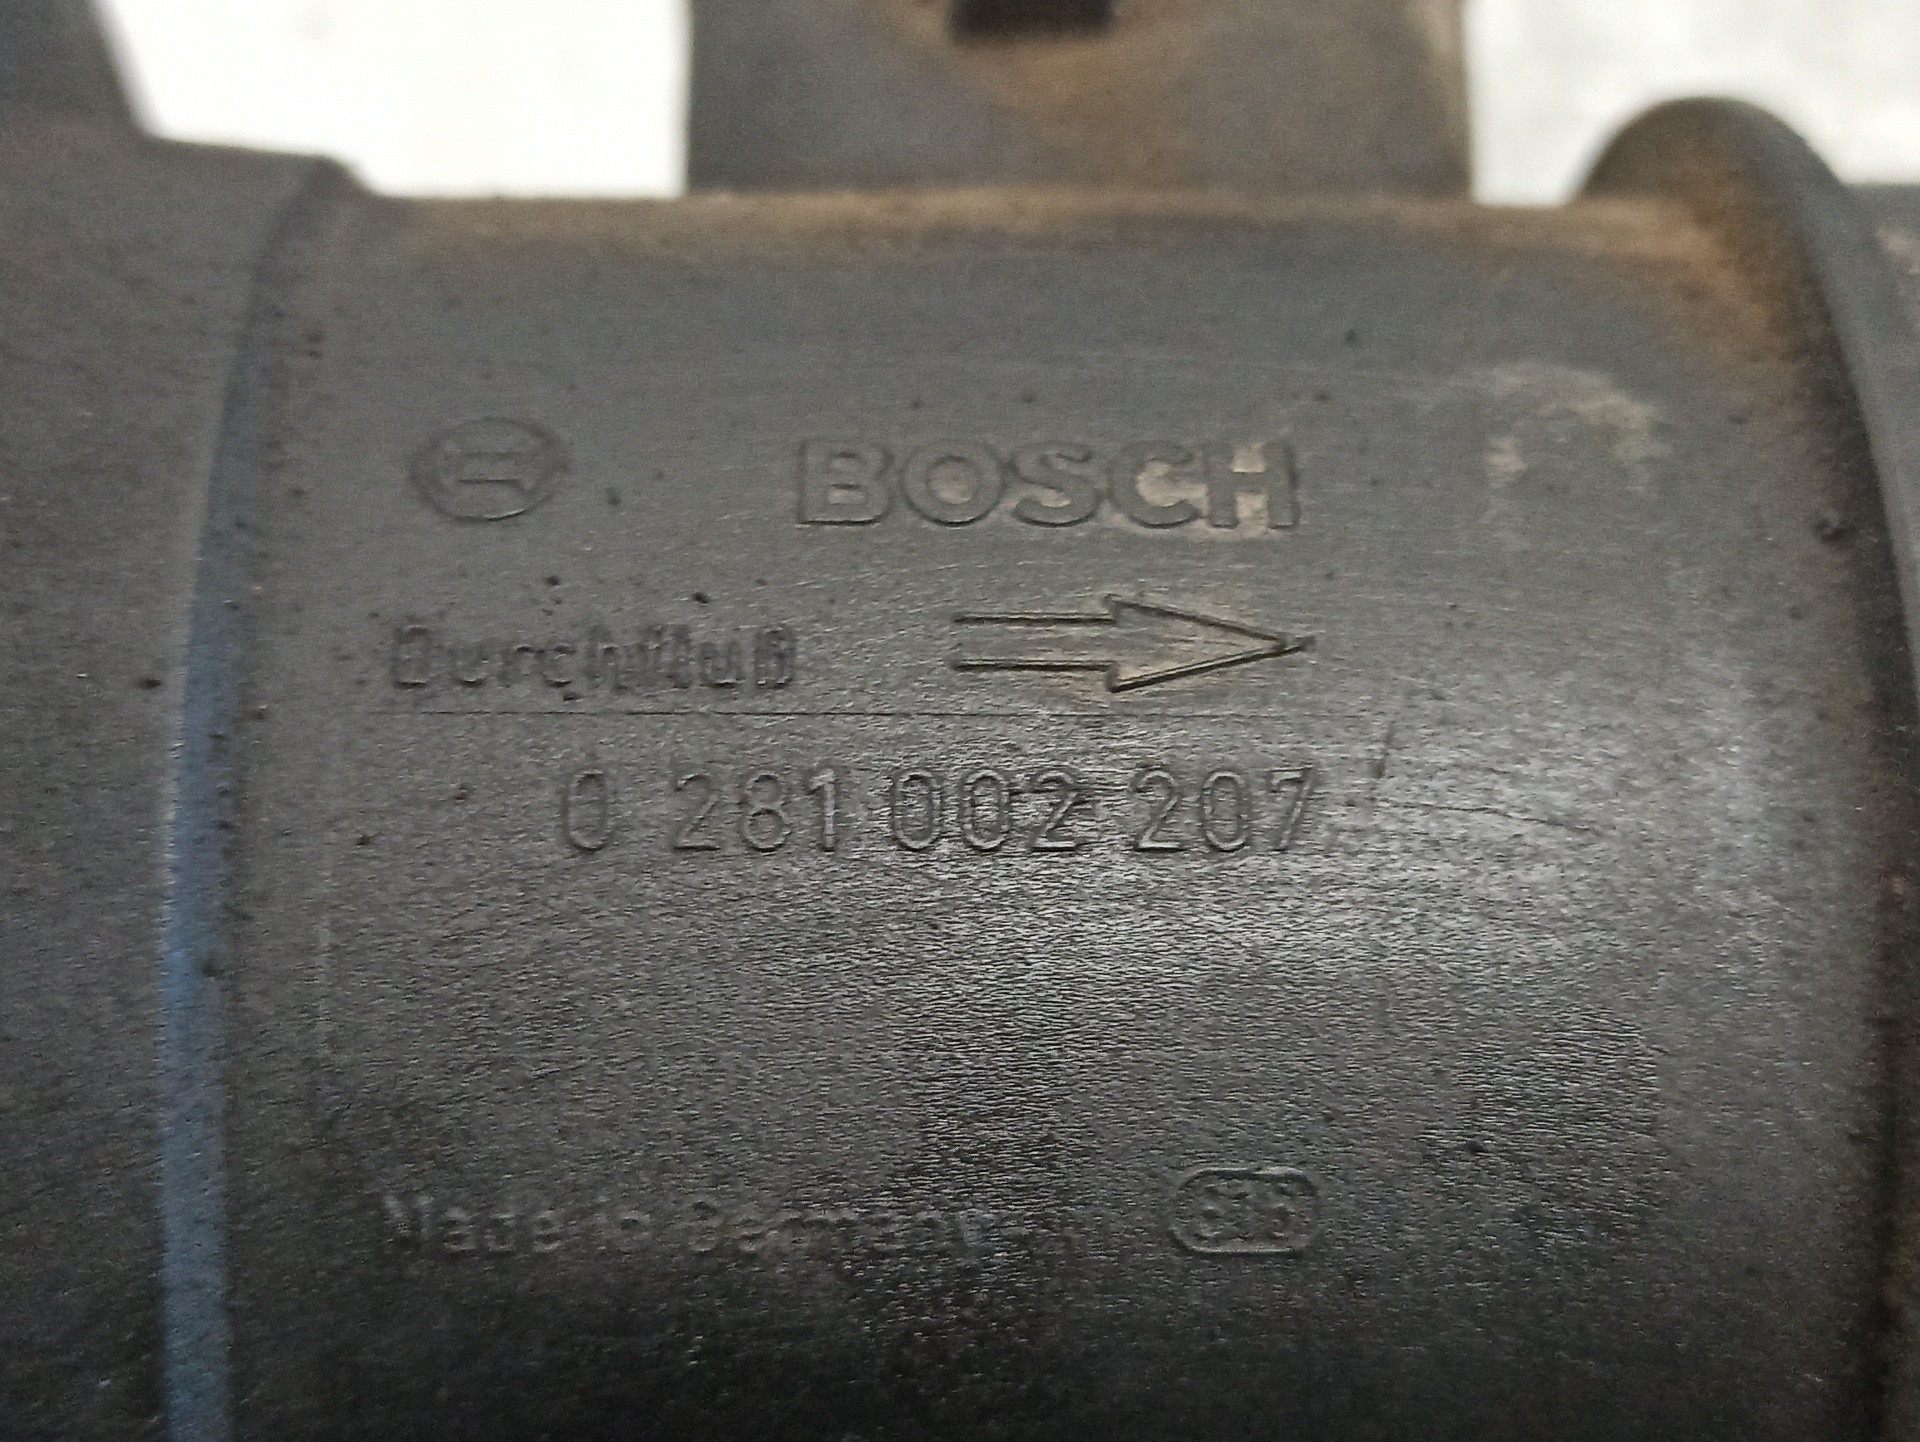 BOSCH
Durchfluß
0 281 002 207
Made in Germany